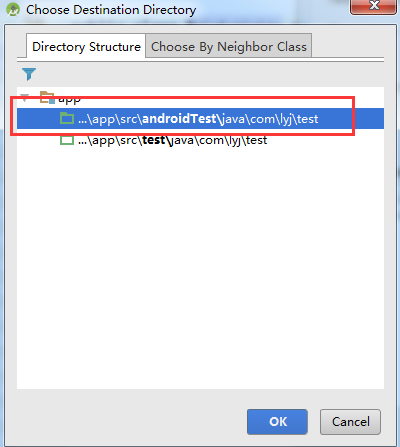 Choose Destination Directory
Directory Structure
Choose By Neighbor Class
app
...\app\src\androidTest\java\com\lyj\test
...\app\src\test\java\com\lyj\test
OK
Cancel